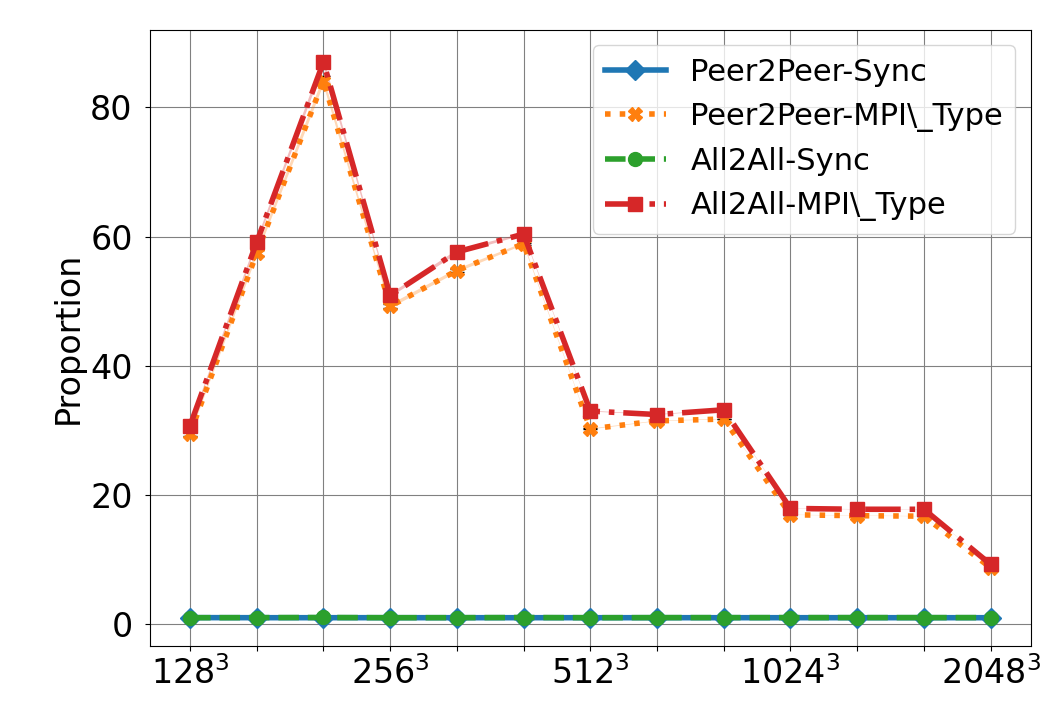 Peer2Peer-Sync
Peer2Peer-MPI\_Type
All2All-Sync
All2All-MPI\_Type
Proportion
80
60
40
20
0
128³ 256³ 512³ 1024³ 2048³